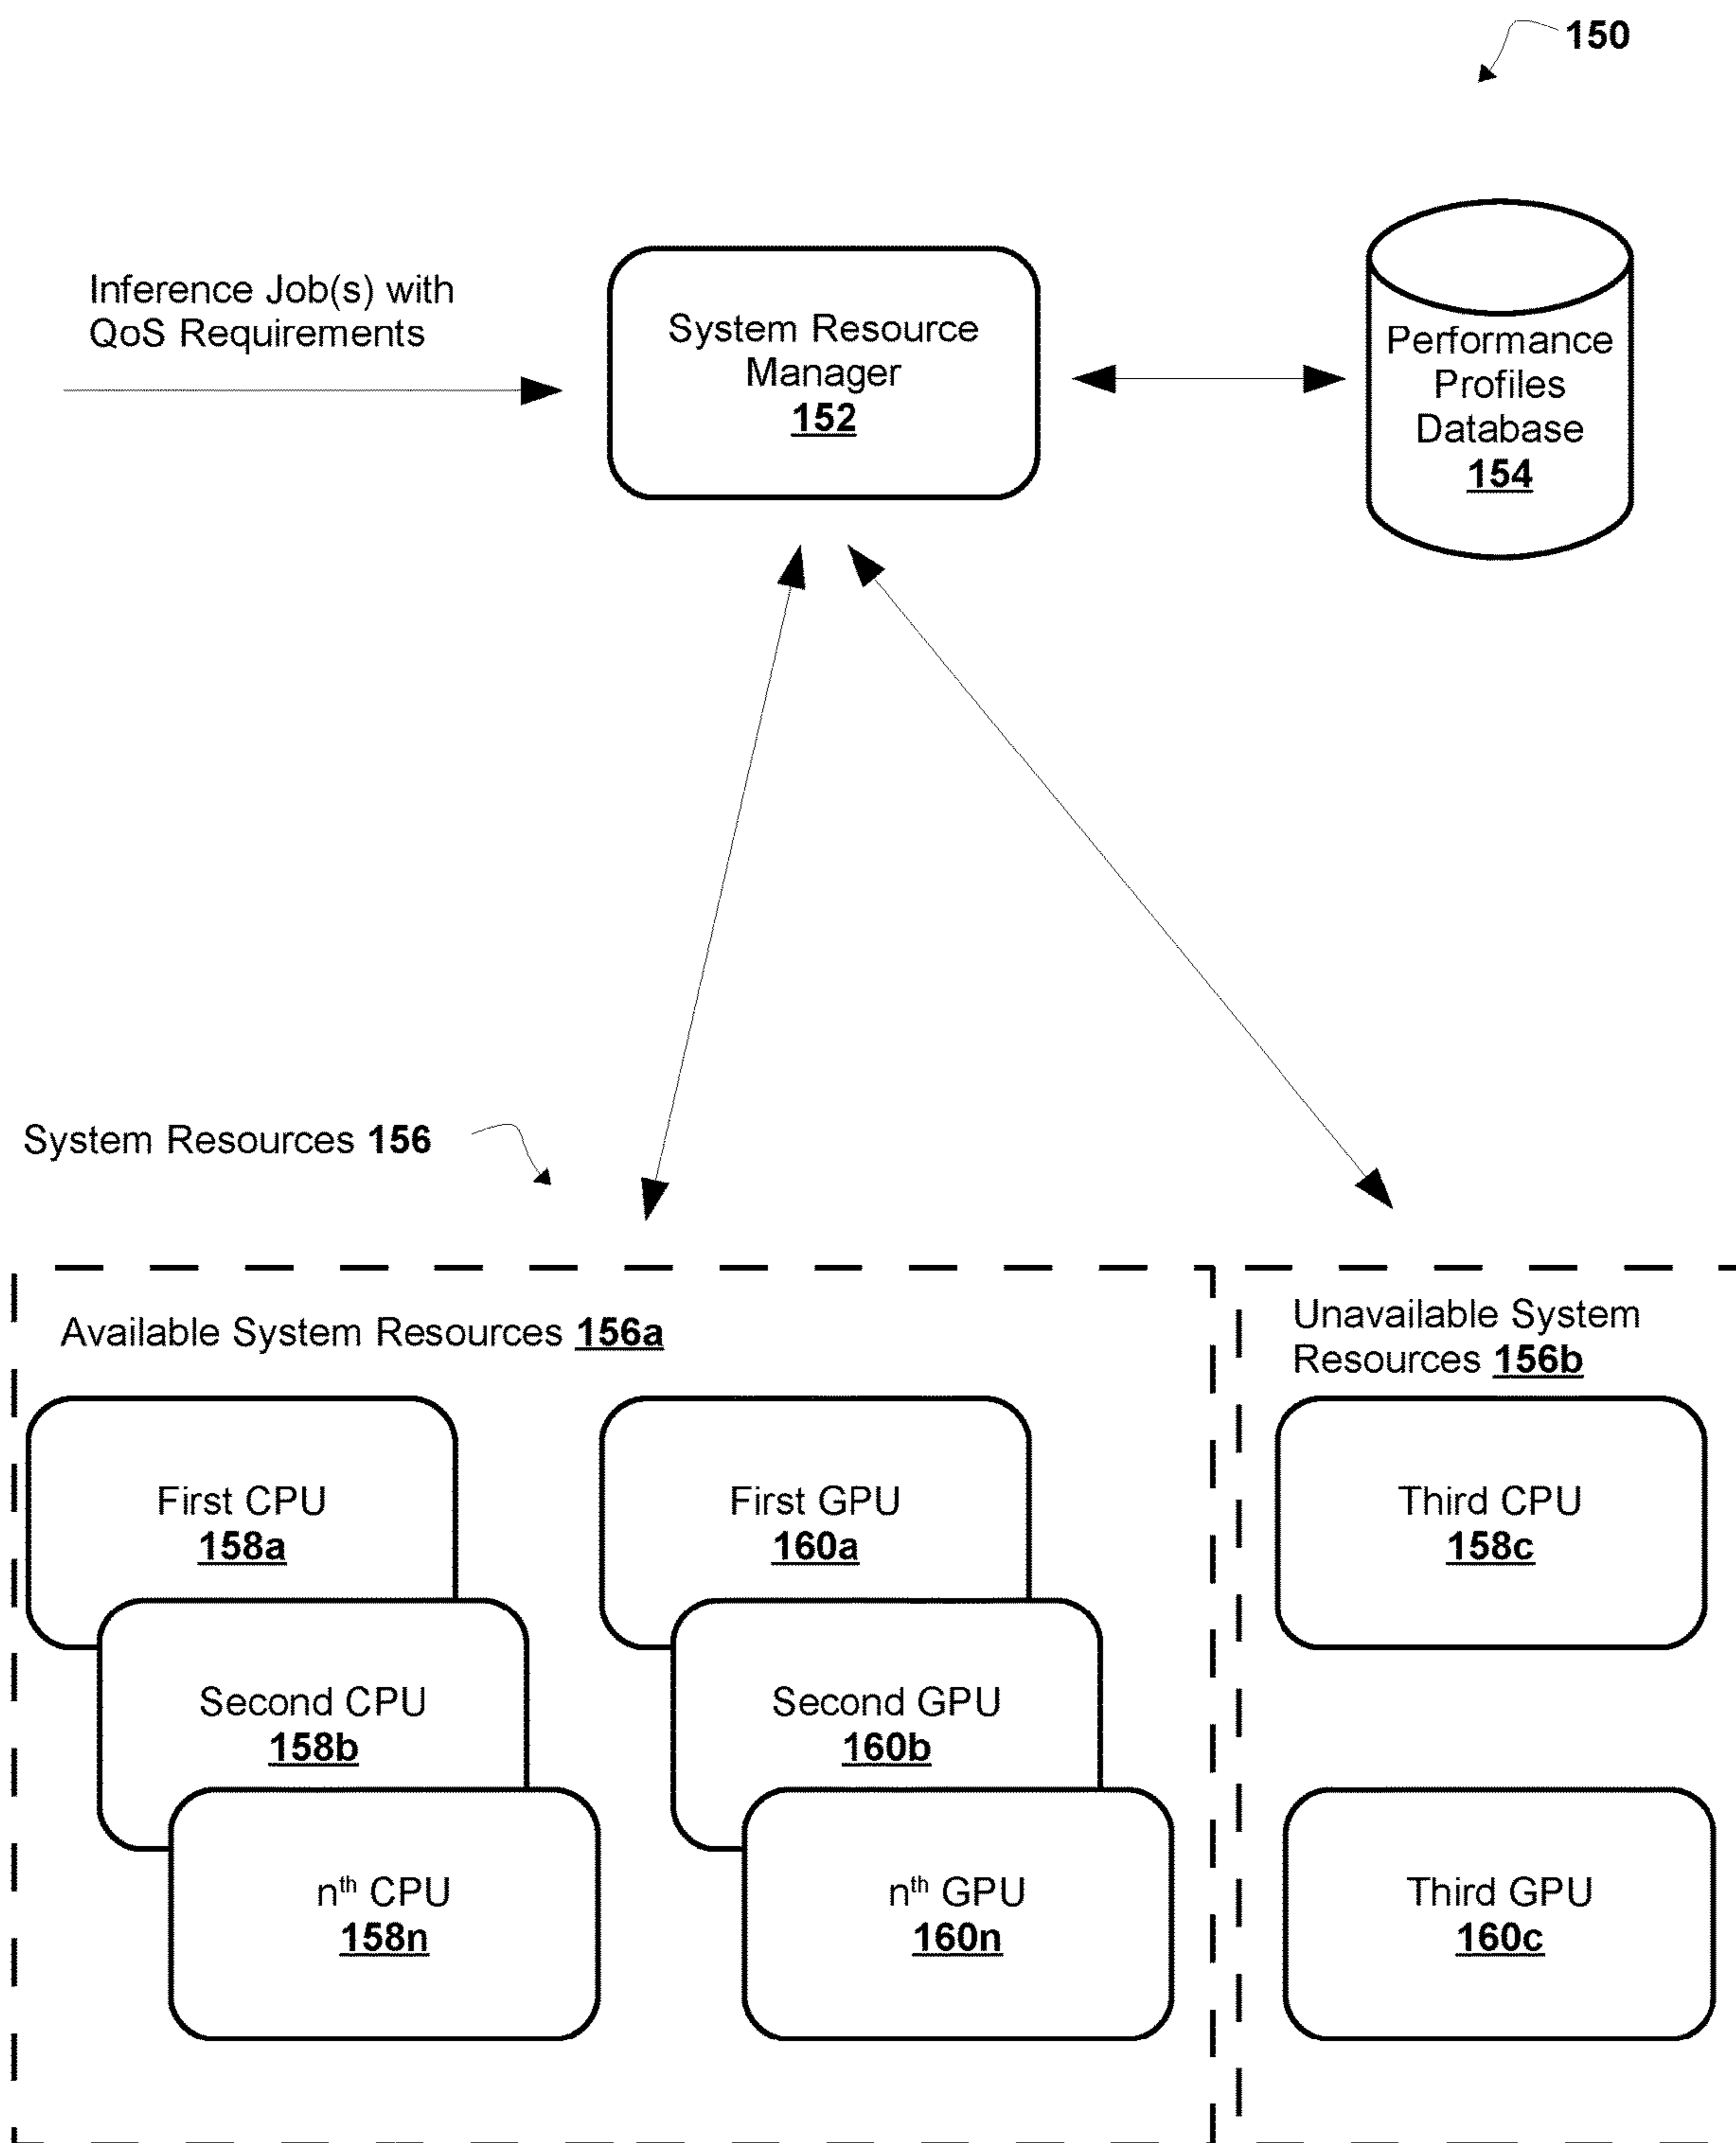 150
Inference Job(s) with
QoS Requirements
System Resource
Manager
152
Performance
Profiles
Database
154
System Resources 156
Available System Resources 156a
Unavailable System
Resources 156b
First CPU
158a
First GPU
160a
Third CPU
158c
Second CPU
158b
Second GPU
160b
nth CPU
158n
nth GPU
160n
Third GPU
160c